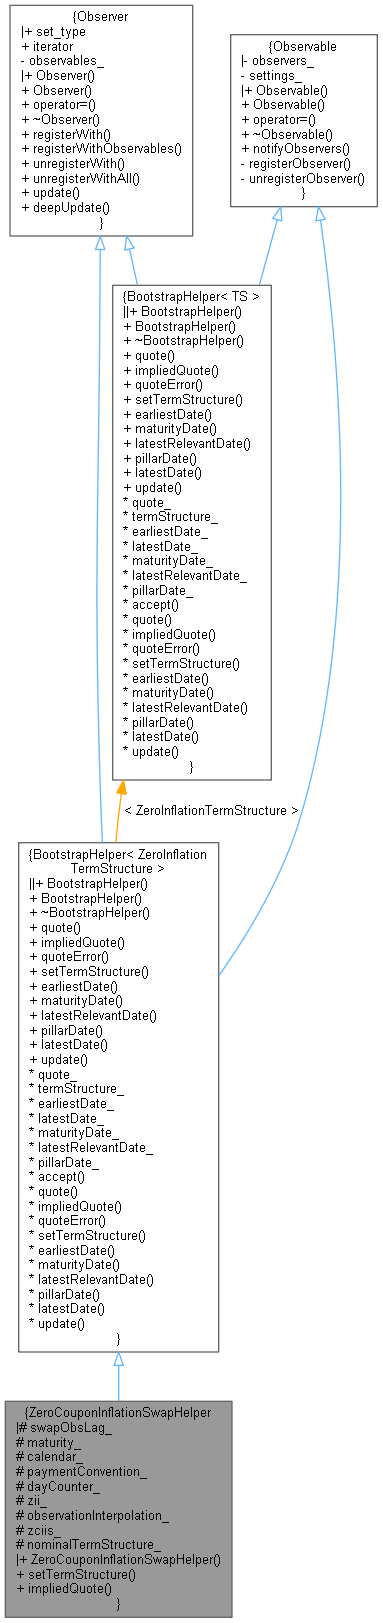 {Observer
|+ set_type
+ iterator
- observables_
|+ Observer()
+ Observer()
+ operator=()
+ ~Observer()
+ registerWith()
+ registerWithObservables()
+ unregisterWith()
+ unregisterWithAll()
+ update()
+ deepUpdate()
}
{Observable
|- observers_
- settings_
|+ Observable()
+ Observable()
+ operator=()
+ ~Observable()
+ notifyObservers()
- registerObserver()
- unregisterObserver()
}
{BootstrapHelper< TS >
||+ BootstrapHelper()
+ BootstrapHelper()
+ ~BootstrapHelper()
+ quote()
+ impliedQuote()
+ quoteError()
+ setTermStructure()
+ earliestDate()
+ maturityDate()
+ latestRelevantDate()
+ pillarDate()
+ latestDate()
+ update()
* quote_
* termStructure_
* earliestDate_
* latestDate_
* maturityDate_
* latestRelevantDate_
* pillarDate_
* accept()
* quote()
* impliedQuote()
* quoteError()
* setTermStructure()
* earliestDate()
* maturityDate()
* latestRelevantDate()
* pillarDate()
* latestDate()
* update()
}
< ZeroInflationTermStructure >
{BootstrapHelper< ZeroInflation
TermStructure >
||+ BootstrapHelper()
+ BootstrapHelper()
+ ~BootstrapHelper()
+ quote()
+ impliedQuote()
+ quoteError()
+ setTermStructure()
+ earliestDate()
+ maturityDate()
+ latestRelevantDate()
+ pillarDate()
+ latestDate()
+ update()
* quote_
* termStructure_
* earliestDate_
* latestDate_
* maturityDate_
* latestRelevantDate_
* pillarDate_
* accept()
* quote()
* impliedQuote()
* quoteError()
* setTermStructure()
* earliestDate()
* maturityDate()
* latestRelevantDate()
* pillarDate()
* latestDate()
* update()
}
{ZeroCouponInflationSwapHelper
|# swapObsLag_
# maturity_
# calendar_
# paymentConvention_
# dayCounter_
# zii_
# observationInterpolation_
# zciis_
# nominalTermStructure_
|+ ZeroCouponInflationSwapHelper()
+ setTermStructure()
+ impliedQuote()
}